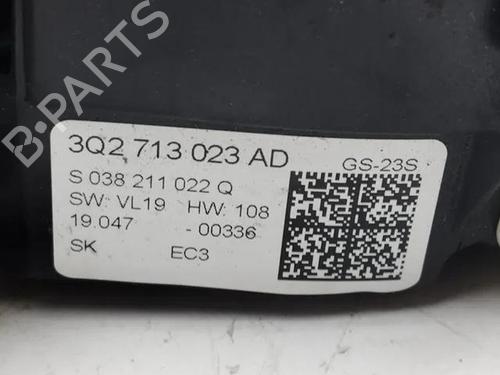 B-PARTS
3Q2 713 023 AD
GS-23S
S 038 211 022 Q
SW: VL19 HW: 108
19.047 - 00336
SK EC3